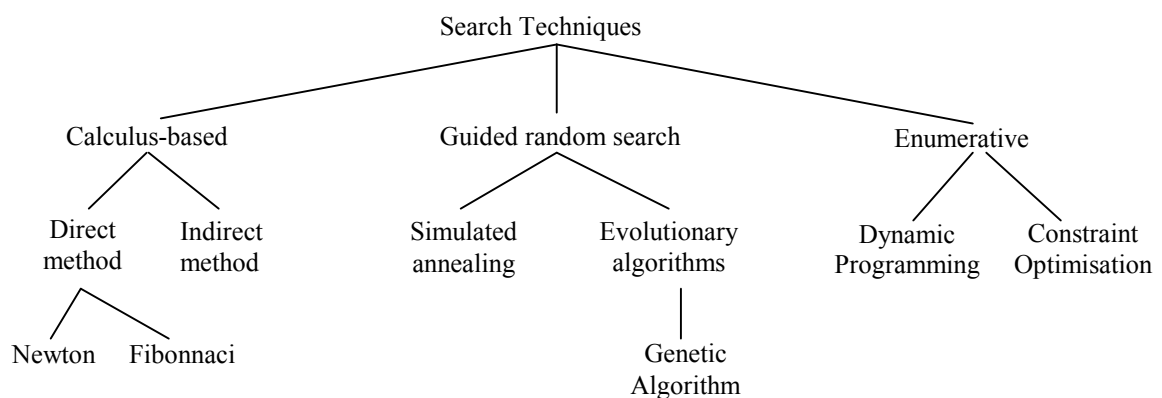 Search Techniques
Calculus-based
Guided random search
Enumerative
Direct
method
Indirect
method
Simulated
annealing
Evolutionary
algorithms
Dynamic
Programming
Constraint
Optimisation
Newton
Fibonnaci
Genetic
Algorithm